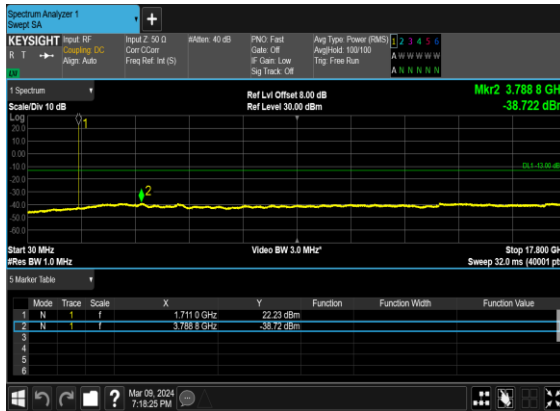 Spectrum Analyzer 1
Swept SA
+
KEYSIGHT Input: RF Input Z: 50 Ω #Atten: 40 dB PNO: Fast Avg Type: Power (RMS) 1 2 3 4 5 6
R T Coupling: DC Corr CCorr Gate: Off Avg|Hold: 100/100 A W W W W W
Align: Auto Freq Ref: Int (S) IF Gain: Low Trig: Free Run
Sig Track: Off A N N N N N
1 Spectrum
Ref Lvl Offset 8.00 dB Mkr2 3.788 8 GH
Scale/Div 10 dB Ref Level 30.00 dBm -38.722 dBr
Log
20.0
10.0
0.00
-10.0
-20.0
-30.0
-40.0
-50.0
-60.0
1
2
DL1 -13.00 dB
Start 30 MHz Video BW 3.0 MHz* Stop 17.800 GH
#Res BW 1.0 MHz Sweep 32.0 ms (40001 pt
5 Marker Table
Mode Trace Scale X Y Function Function Width Function Value
1 N 1 f 1.711 0 GHz 22.23 dBm
2 N 1 f 3.788 8 GHz -38.72 dBm
3
4
5
6
?
Mar 09, 2024
7:18:25 PM